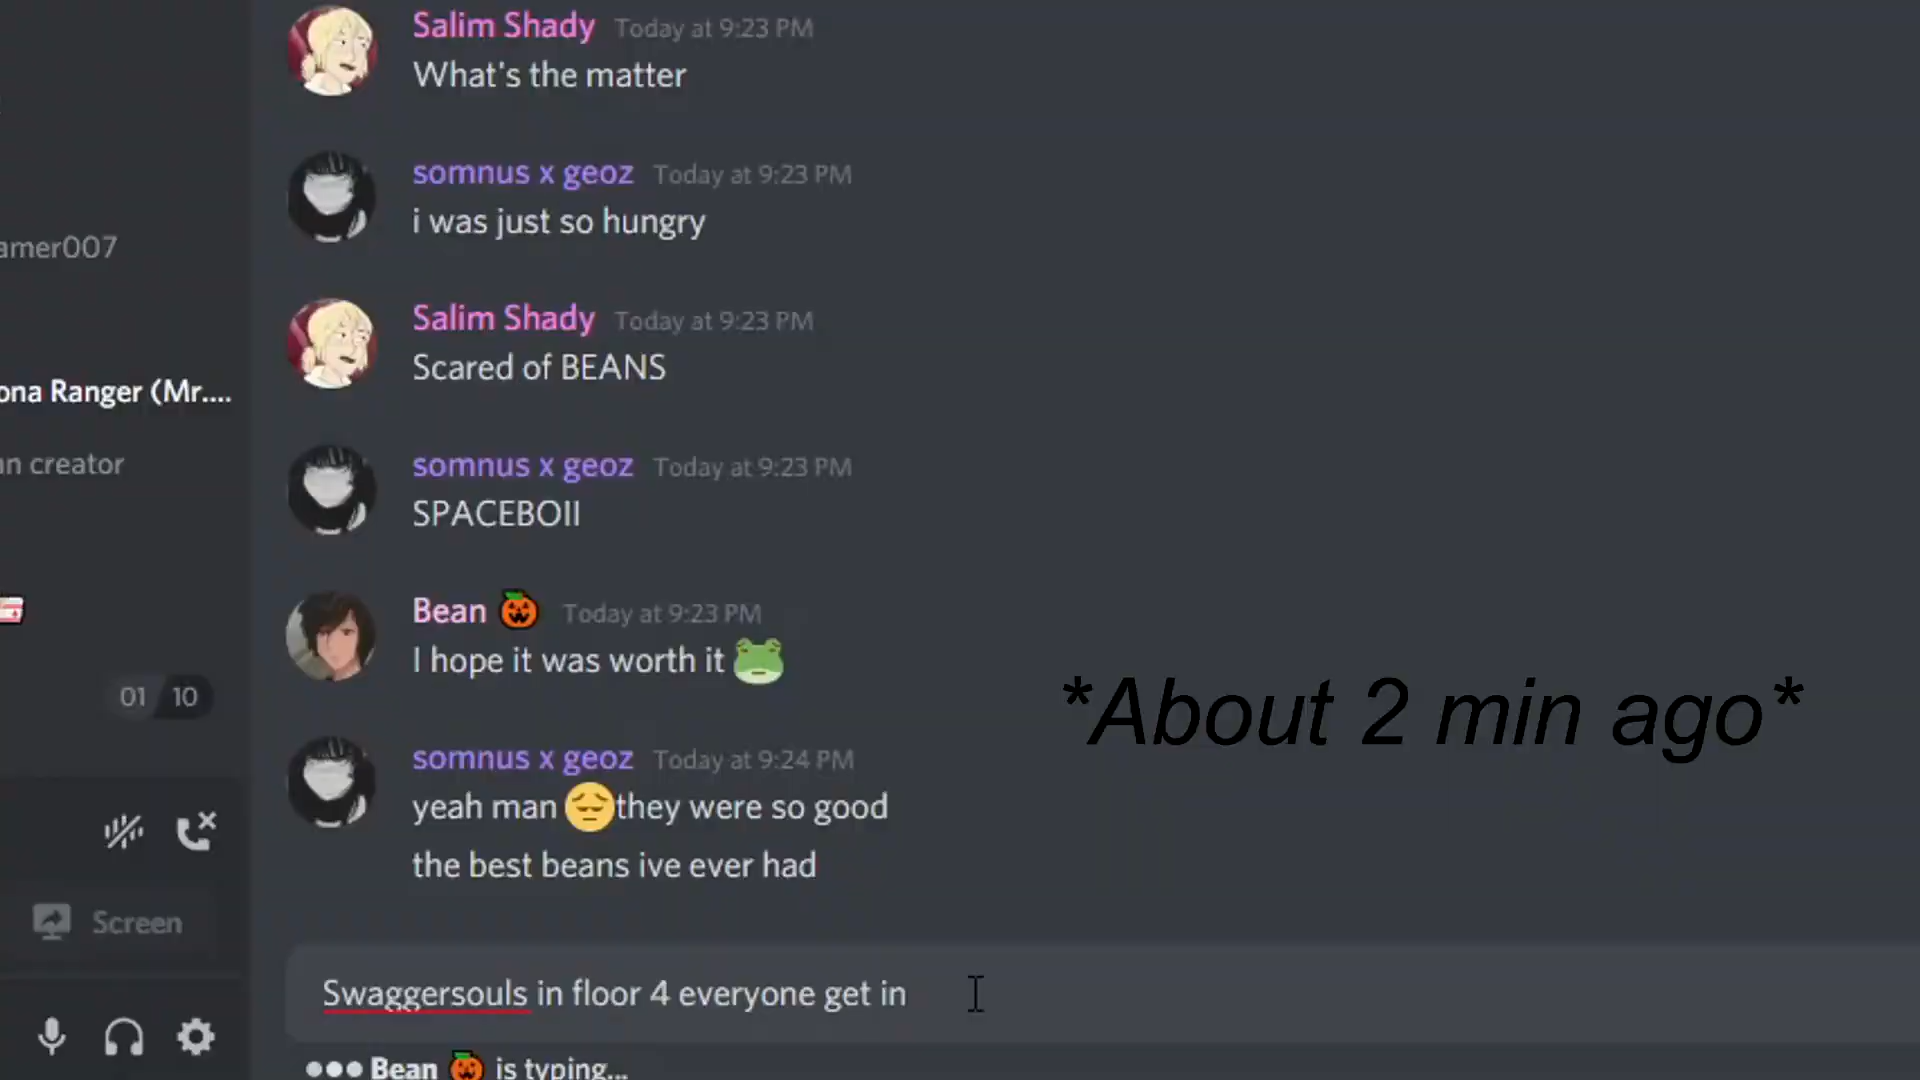 Salim Shady Today at 9:23 PM
What's the matter
somnus x geoz Today at 9:23 PM
i was just so hungry
amer007
Salim Shady Today at 9:23 PM
Scared of BEANS
ona Ranger (Mr....
n creator
somnus x geoz Today at 9:23 PM
SPACEBOII
Bean 🎃 Today at 9:23 PM
I hope it was worth it
01 10
*About 2 min ago*
somnus x geoz Today at 9:24 PM
yeah man 😔they were so good
the best beans ive ever had
Screen
Swaggersouls in floor 4 everyone get in
Bean 🎃 is typing...